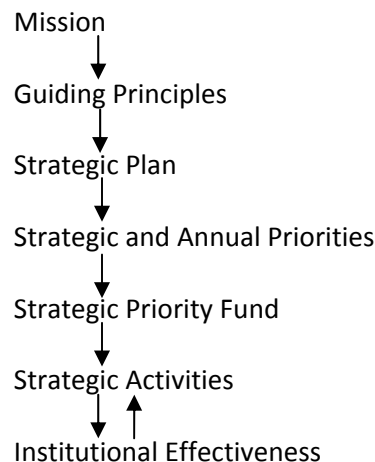 Mission
Guiding Principles
Strategic Plan
Strategic and Annual Priorities
Strategic Priority Fund
Strategic Activities
Institutional Effectiveness